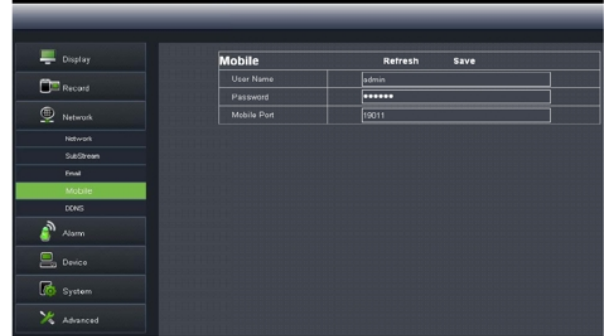 Display
Record
Network
Network
SubStream
Email
Mobile
DDNS
Alarm
Device
System
Advanced
Mobile Refresh Save
User Name admin
Password ••••••
Mobile Port 19011